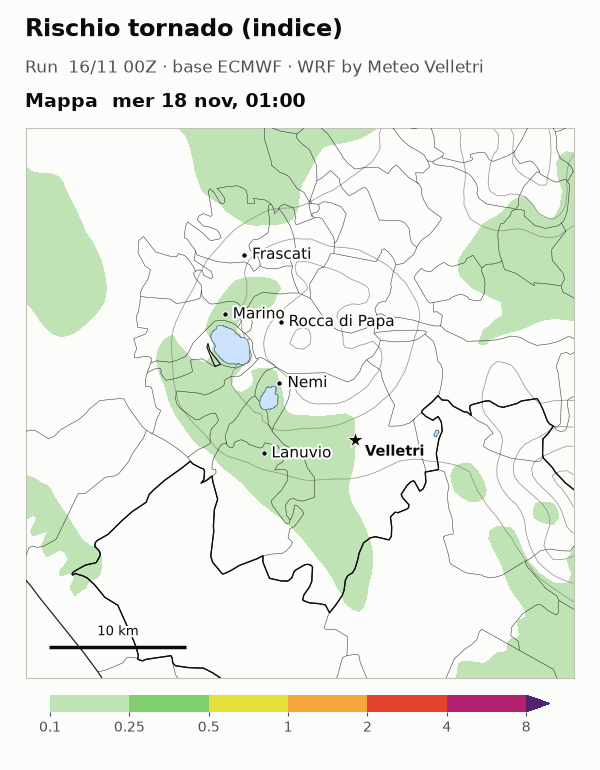 Rischio tornado (indice)
Run  16/11 00Z · base ECMWF · WRF by Meteo Velletri
Mappa  mer 18 nov, 01:00
Frascati
Marino
Rocca di Papa
Nemi
Velletri
Lanuvio
10 km
0.1 0.25 0.5 1 2 4 8